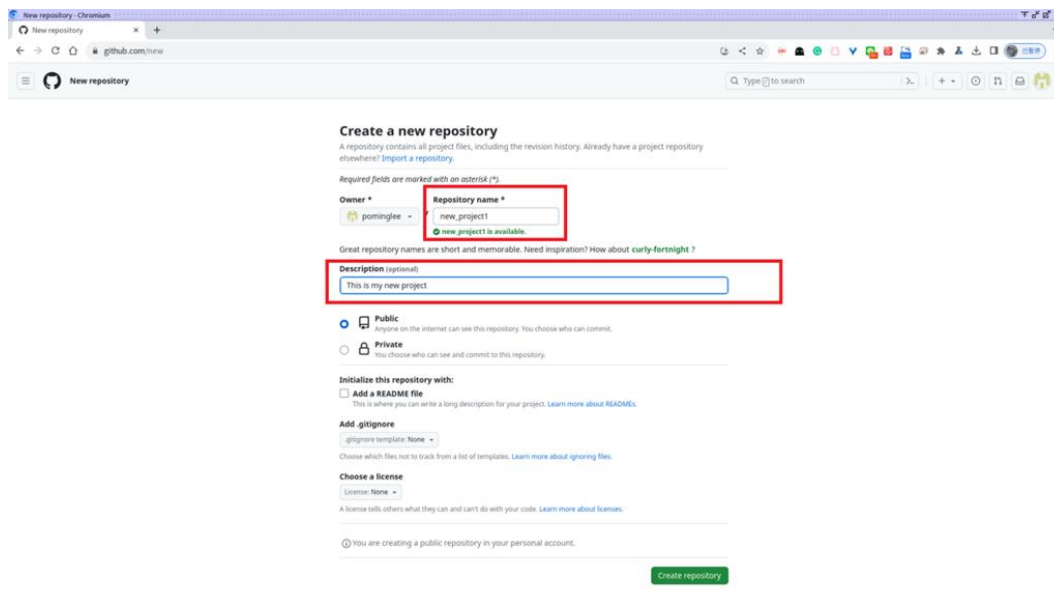 New repository - Chromium
New repository
github.com/new
New repository
Type / to search
Create a new repository
A repository contains all project files, including the revision history. Already have a project repository
elsewhere? Import a repository.
Required fields are marked with an asterisk (*).
Owner * Repository name *
pominglee / new_project1
new_project1 is available.
Great repository names are short and memorable. Need inspiration? How about curly-fortnight ?
Description (optional)
This is my new project
Public
Anyone on the internet can see this repository. You choose who can commit.
Private
You choose who can see and commit to this repository.
Initialize this repository with:
Add a README file
This is where you can write a long description for your project. Learn more about READMEs.
Add .gitignore
.gitignore template: None
Choose which files not to track from a list of templates. Learn more about ignoring files.
Choose a license
License: None
A license tells others what they can and can't do with your code. Learn more about licenses.
You are creating a public repository in your personal account.
Create repository